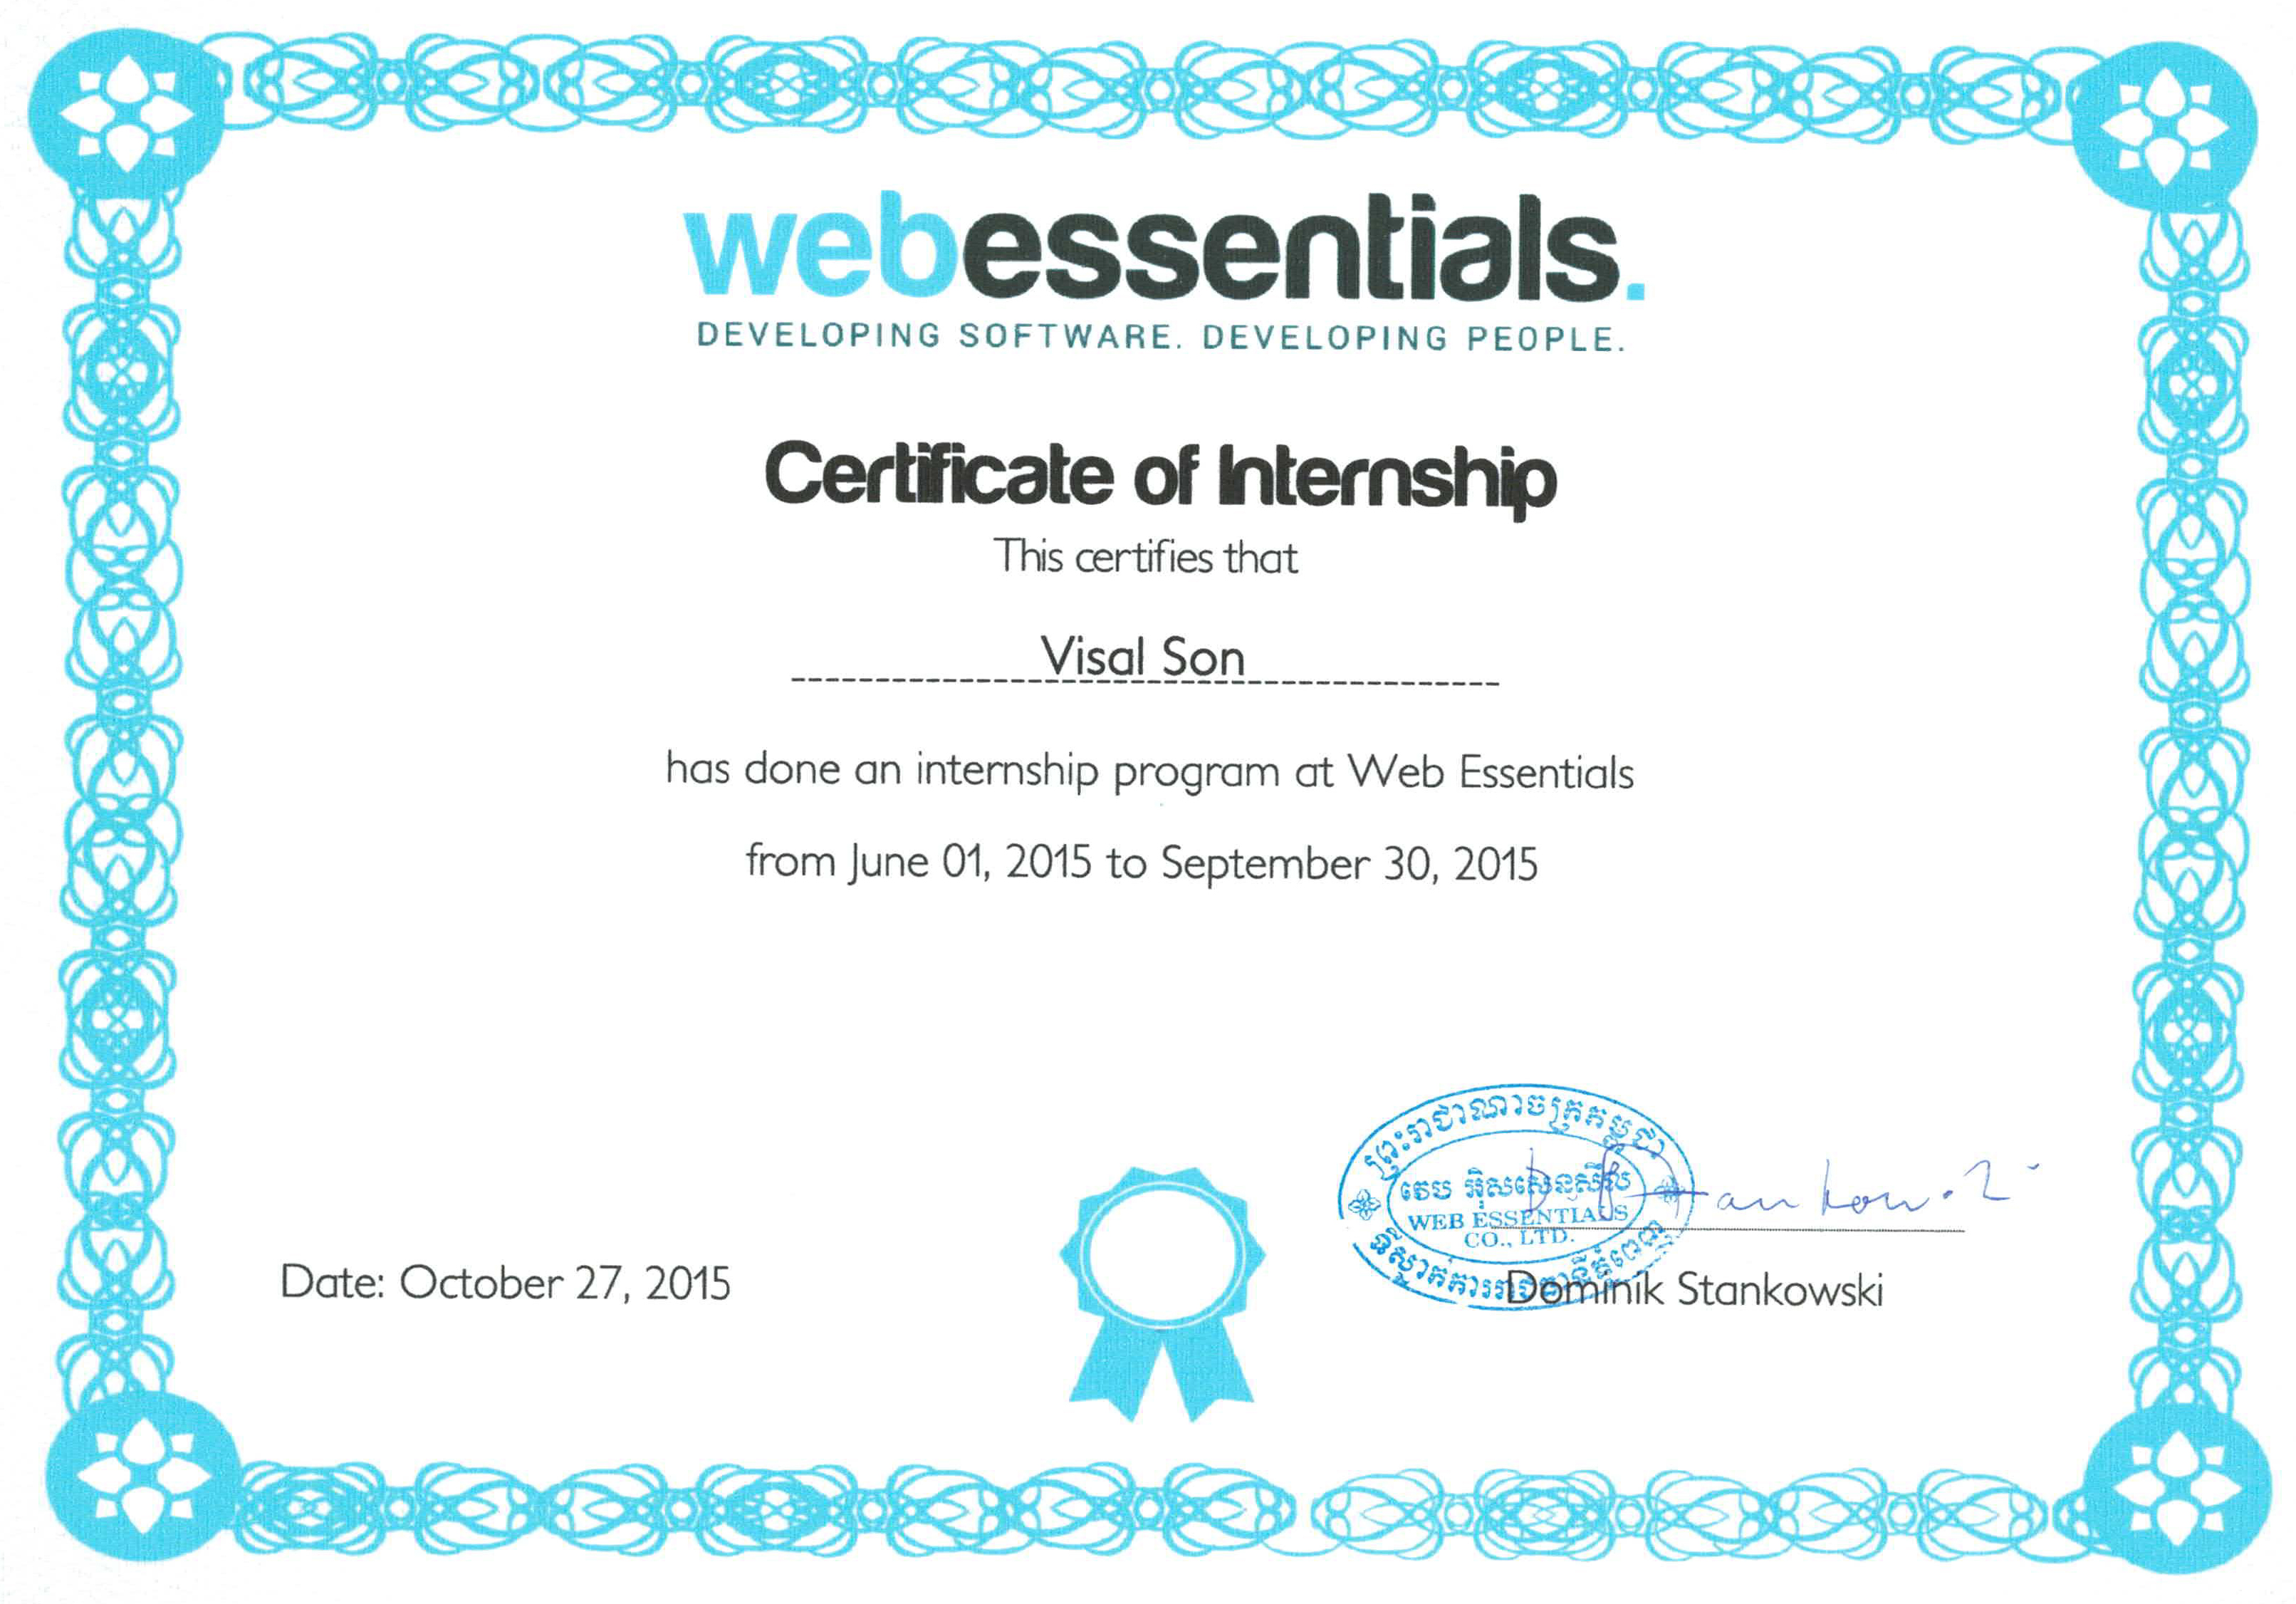 webessentials.
DEVELOPING SOFTWARE. DEVELOPING PEOPLE.
Certificate of Internship
This certifies that
Visal Son
has done an internship program at Web Essentials
from June 01, 2015 to September 30, 2015
ព្រះរាជាណាចក្រកម្ពុជា
វេប អ៊ិសសេនសីល
WEB ESSENTIALS
CO., LTD.
D Stankowski
Date: October 27, 2015
Dominik Stankowski